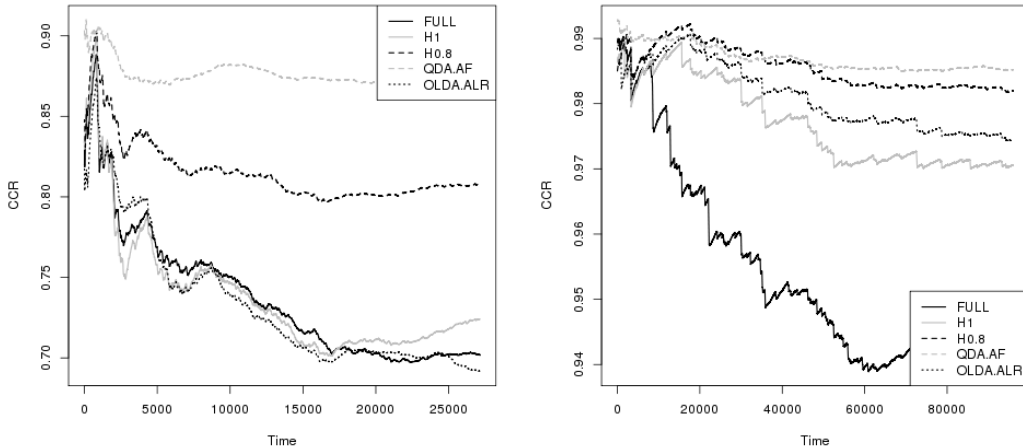 CCR
0.90
0.85
0.80
0.75
0.70
0
5000
10000
15000
20000
25000
Time
FULL
H1
H0.8
QDA.AF
OLDA.ALR
CCR
0.99
0.98
0.97
0.96
0.95
0.94
0
20000
40000
60000
80000
Time
FULL
H1
H0.8
QDA.AF
OLDA.ALR